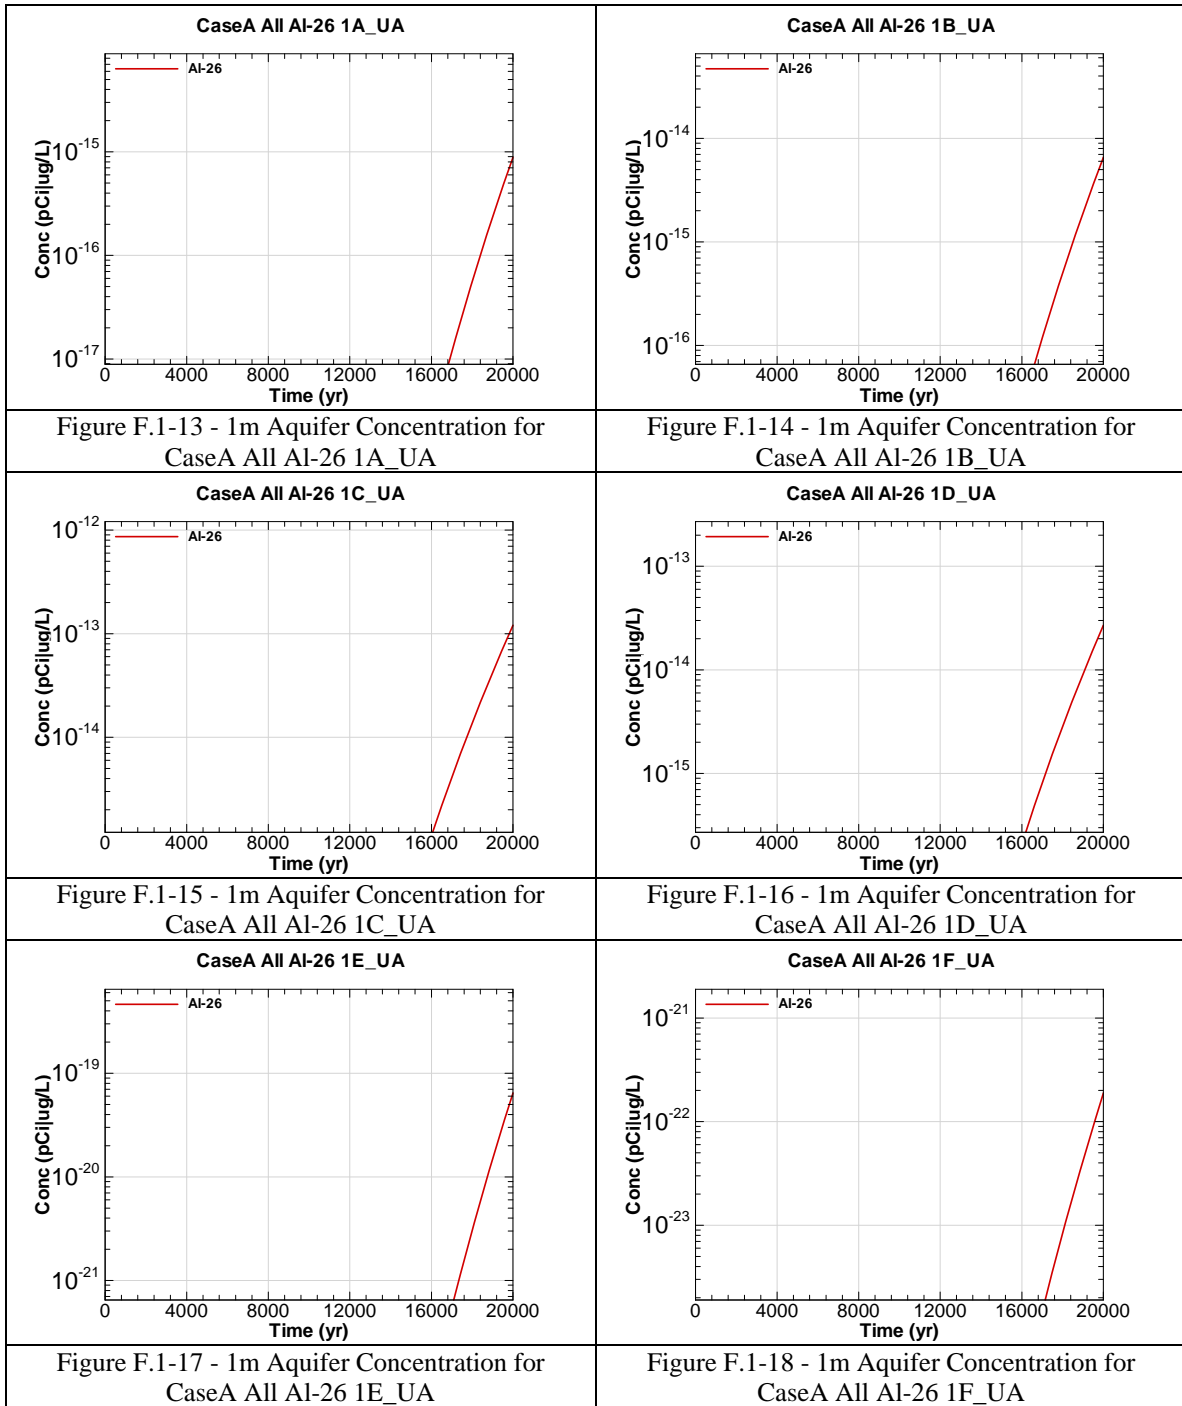 CaseA All Al-26 1A_UA
Al-26
10-15
10-16
10-17
Conc (pCi|ug/L)
0 4000 8000 12000 16000 20000
Time (yr)
Figure F.1-13 - 1m Aquifer Concentration for
CaseA All Al-26 1A_UA
CaseA All Al-26 1B_UA
Al-26
10-14
10-15
10-16
Conc (pCi|ug/L)
0 4000 8000 12000 16000 20000
Time (yr)
Figure F.1-14 - 1m Aquifer Concentration for
CaseA All Al-26 1B_UA
CaseA All Al-26 1C_UA
Al-26
10-12
10-13
10-14
Conc (pCi|ug/L)
0 4000 8000 12000 16000 20000
Time (yr)
Figure F.1-15 - 1m Aquifer Concentration for
CaseA All Al-26 1C_UA
CaseA All Al-26 1D_UA
Al-26
10-13
10-14
10-15
Conc (pCi|ug/L)
0 4000 8000 12000 16000 20000
Time (yr)
Figure F.1-16 - 1m Aquifer Concentration for
CaseA All Al-26 1D_UA
CaseA All Al-26 1E_UA
Al-26
10-19
10-20
10-21
Conc (pCi|ug/L)
0 4000 8000 12000 16000 20000
Time (yr)
Figure F.1-17 - 1m Aquifer Concentration for
CaseA All Al-26 1E_UA
CaseA All Al-26 1F_UA
Al-26
10-21
10-22
10-23
Conc (pCi|ug/L)
0 4000 8000 12000 16000 20000
Time (yr)
Figure F.1-18 - 1m Aquifer Concentration for
CaseA All Al-26 1F_UA